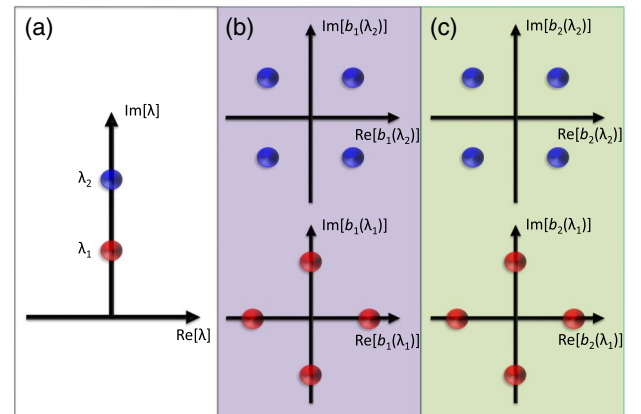 (a)
Im[λ]
λ₂
λ₁
Re[λ]
(b)
Im[b₁(λ₂)]
Re[b₁(λ₂)]
Im[b₁(λ₁)]
Re[b₁(λ₁)]
(c)
Im[b₂(λ₂)]
Re[b₂(λ₂)]
Im[b₂(λ₁)]
Re[b₂(λ₁)]